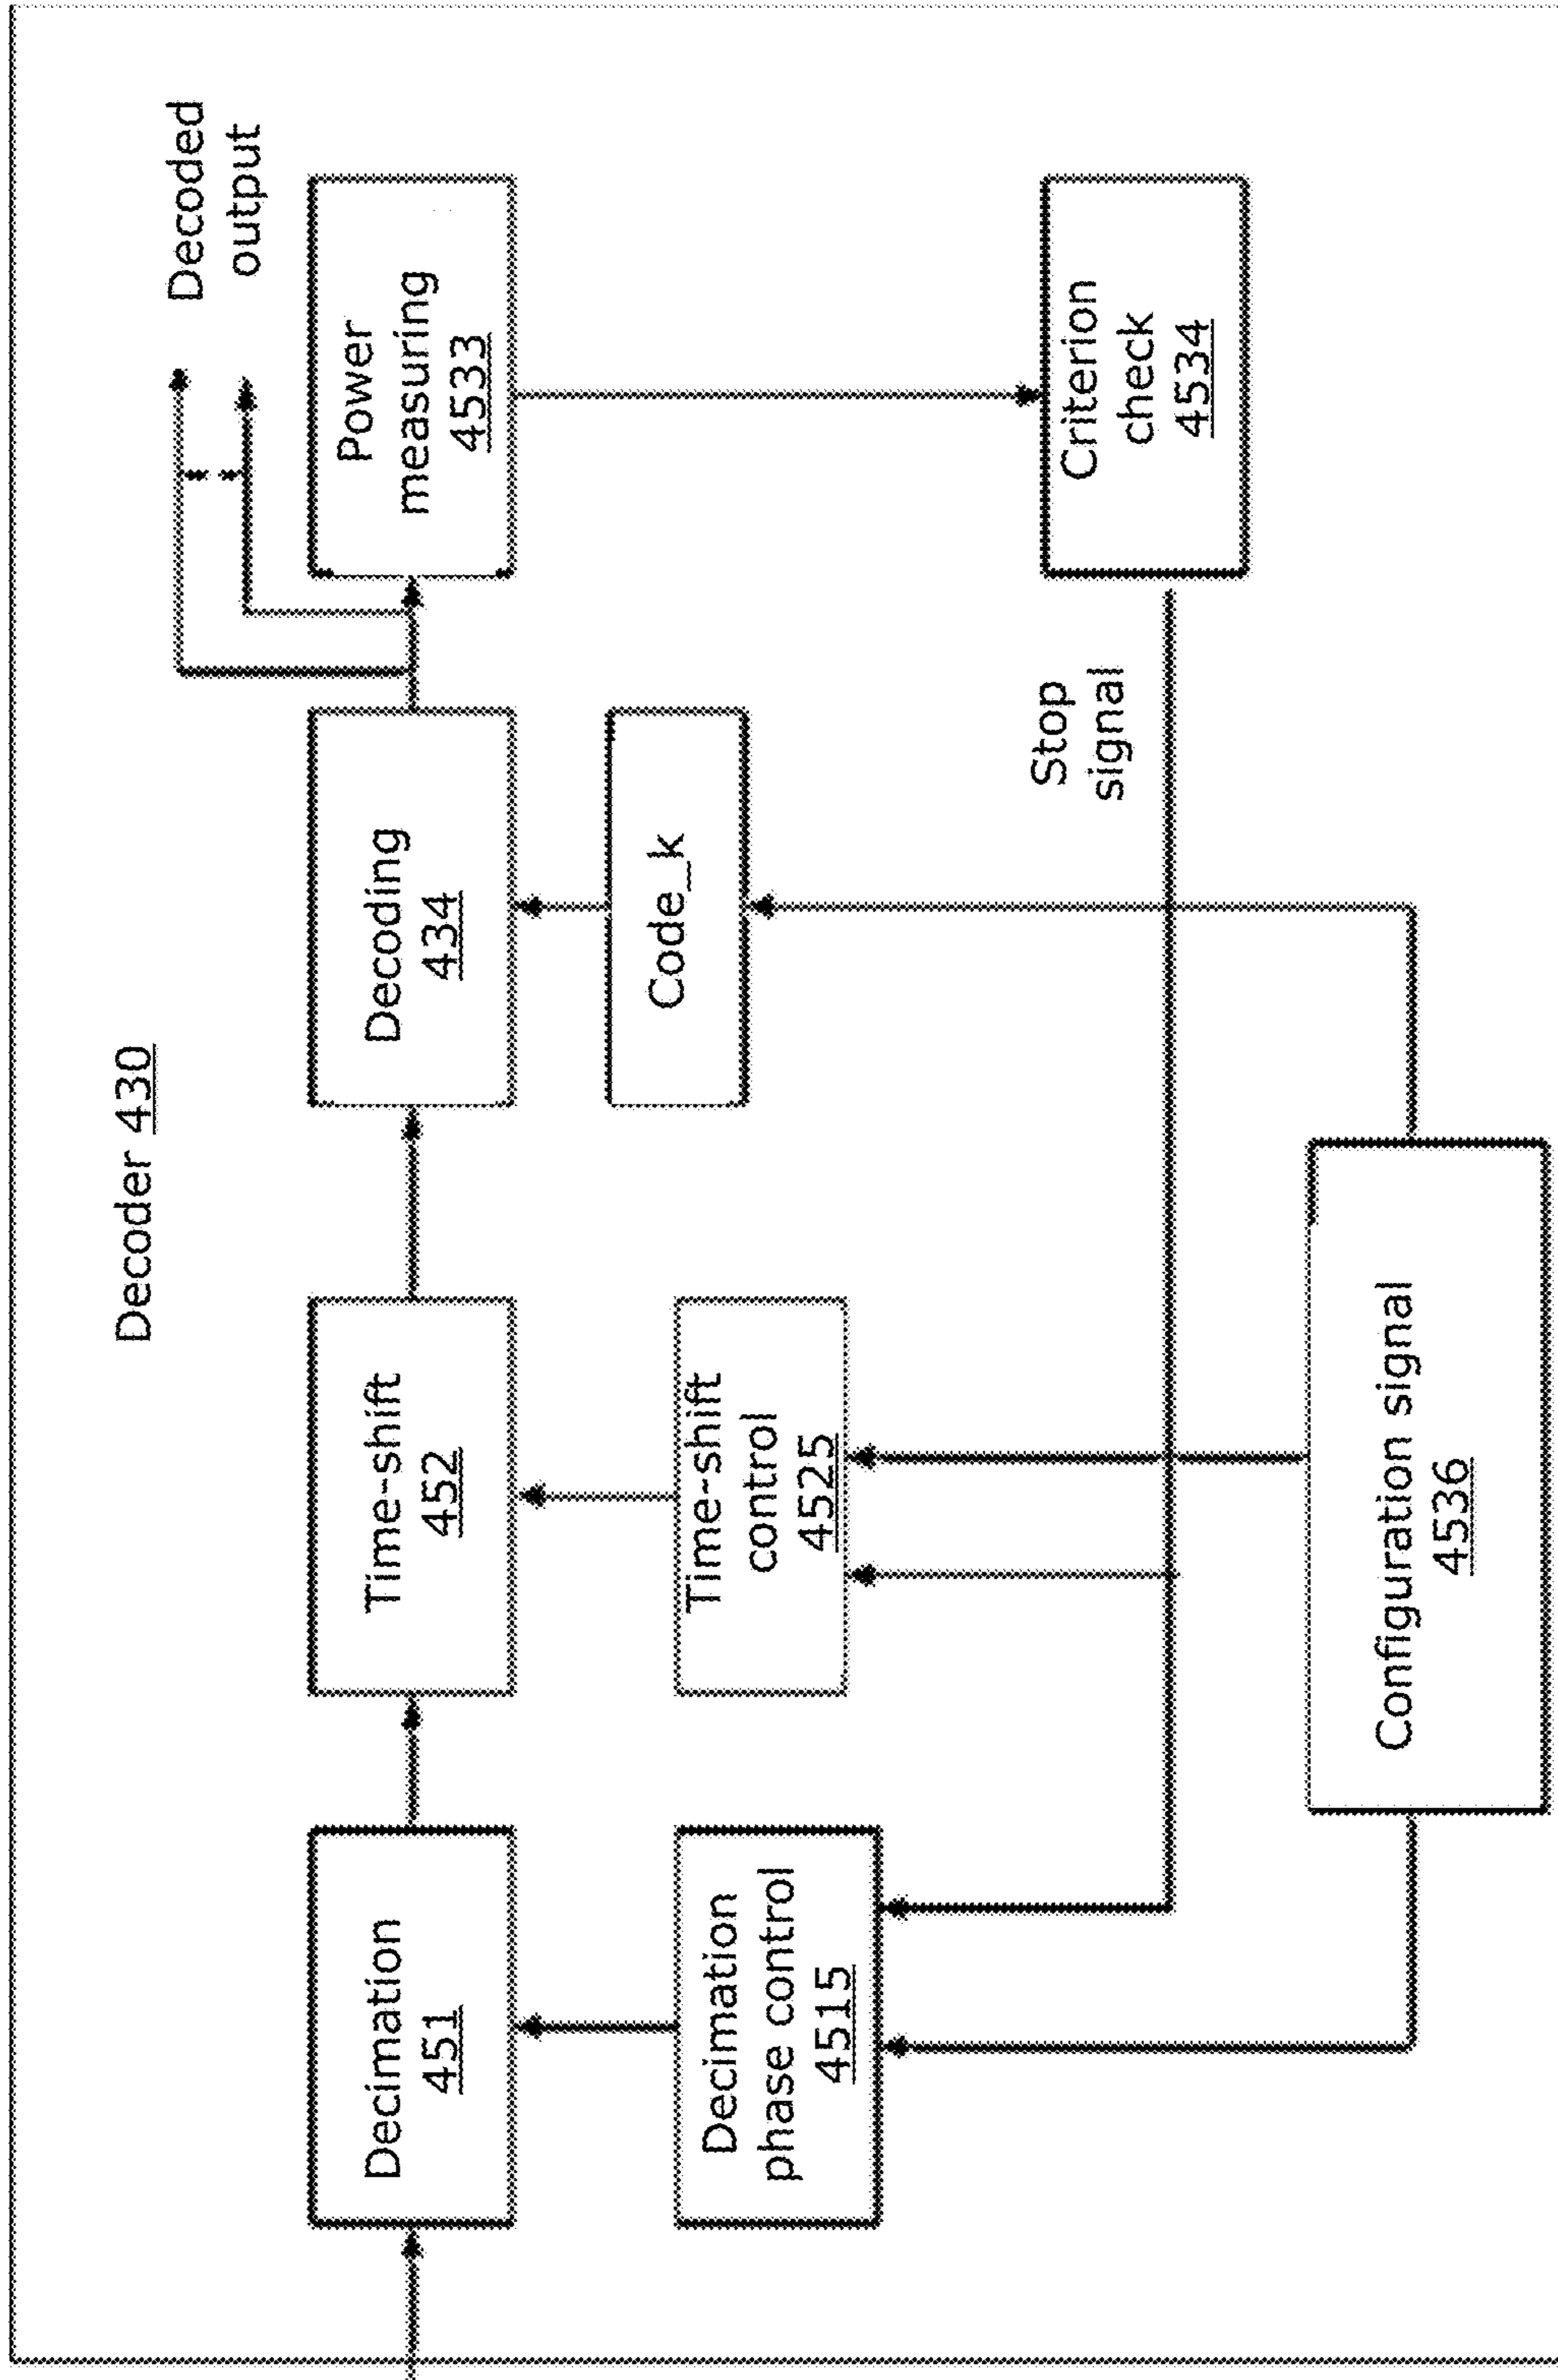 Decoder 430
Decoded
output
Decimation
451
Time-shift
452
Decoding
434
Power
measuring
4533
Decimation
phase control
4515
Time-shift
control
4525
Code_k
Stop
signal
Criterion
check
4534
Configuration signal
4536